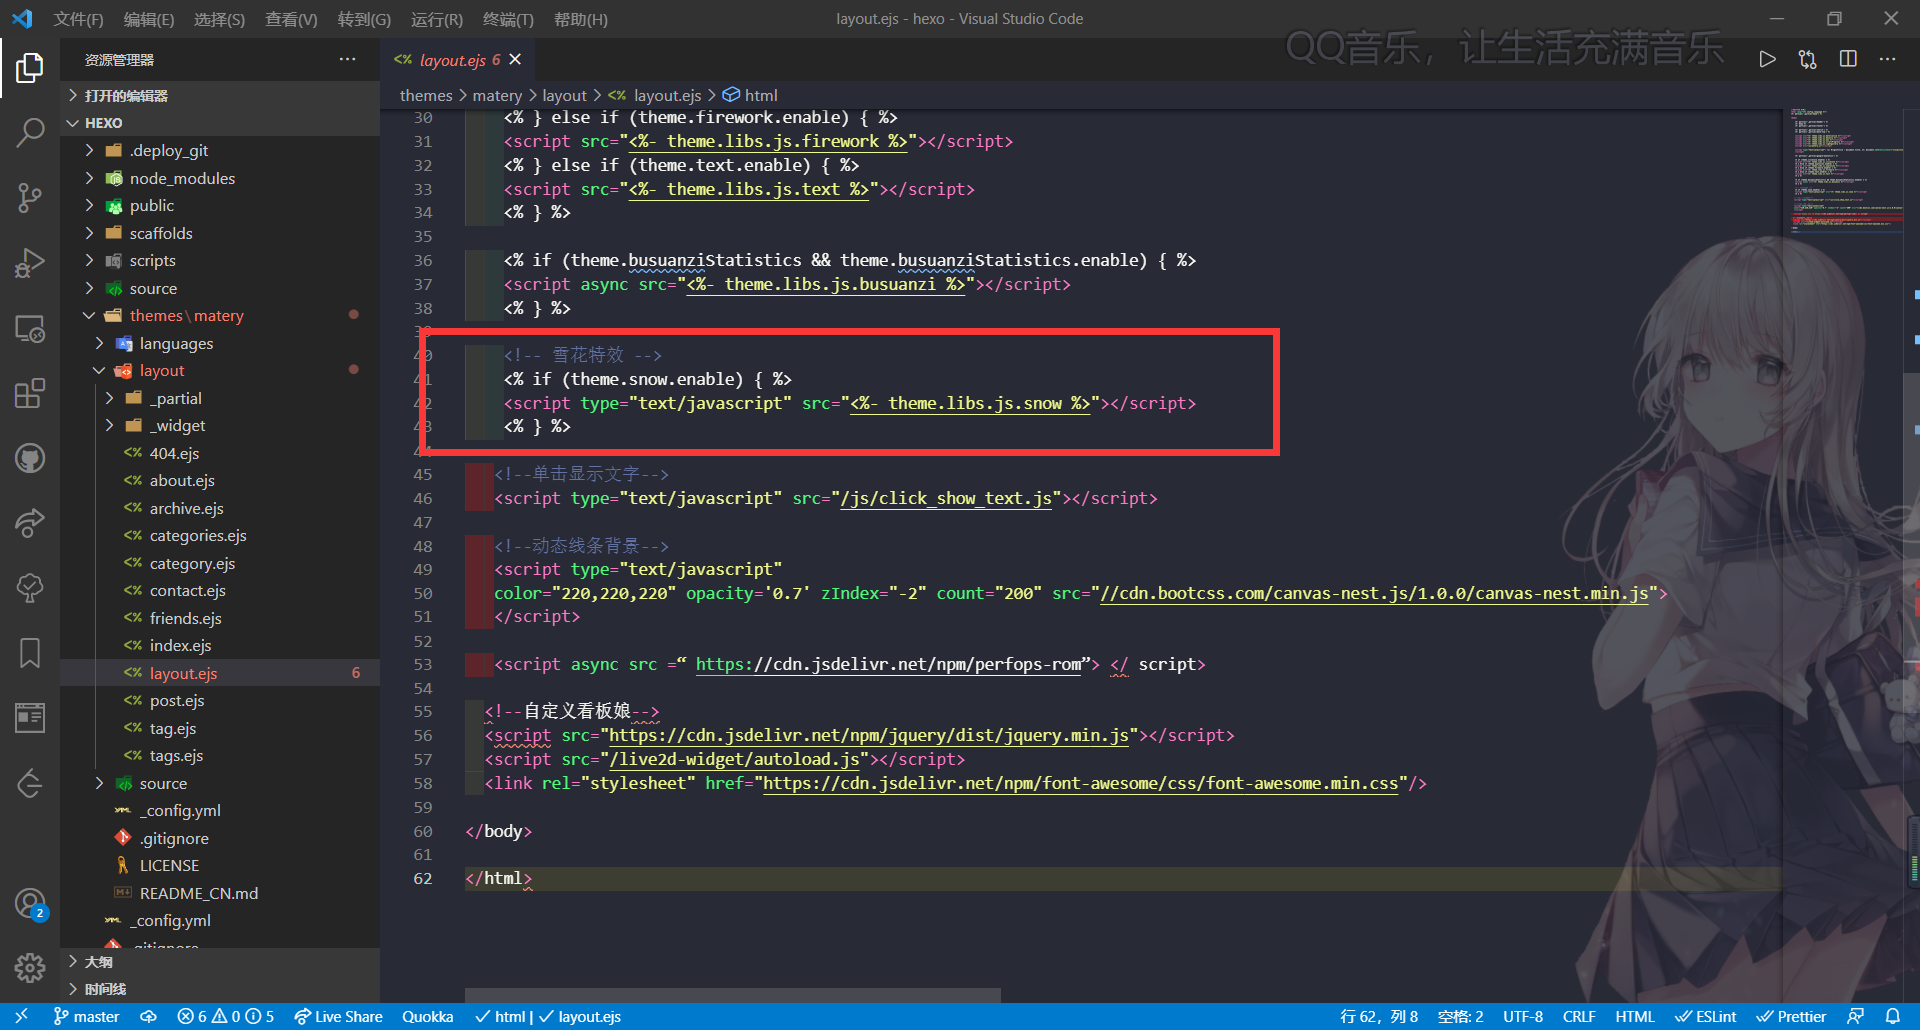 文件(F) 编辑(E) 选择(S) 查看(V) 转到(G) 运行(R) 终端(T) 帮助(H)
layout.ejs - hexo - Visual Studio Code
QQ音乐，让生活充满音乐
资源管理器
打开的编辑器
HEXO
.deploy_git
node_modules
public
scaffolds
scripts
source
themes\matery
languages
layout
_partial
_widget
404.ejs
about.ejs
archive.ejs
categories.ejs
category.ejs
contact.ejs
friends.ejs
index.ejs
layout.ejs 6
post.ejs
tag.ejs
tags.ejs
source
_config.yml
.gitignore
LICENSE
README_CN.md
_config.yml
.gitignore
大纲
时间线
2
<% layout.ejs 6
themes > matery > layout > <% layout.ejs > html
30 <% } else if (theme.firework.enable) { %>
31 <script src="<%- theme.libs.js.firework %>"></script>
32 <% } else if (theme.text.enable) { %>
33 <script src="<%- theme.libs.js.text %>"></script>
34 <% } %>
35
36 <% if (theme.busuanziStatistics && theme.busuanziStatistics.enable) { %>
37 <script async src="<%- theme.libs.js.busuanzi %>"></script>
38 <% } %>
39
40 <!-- 雪花特效 -->
41 <% if (theme.snow.enable) { %>
42 <script type="text/javascript" src="<%- theme.libs.js.snow %>"></script>
43 <% } %>
44
45 <!--单击显示文字-->
46 <script type="text/javascript" src="/js/click_show_text.js"></script>
47
48 <!--动态线条背景-->
49 <script type="text/javascript"
50 color="220,220,220" opacity='0.7' zIndex="-2" count="200" src="//cdn.bootcss.com/canvas-nest.js/1.0.0/canvas-nest.min.js">
51 </script>
52
53 <script async src =“ https://cdn.jsdelivr.net/npm/perfops-rom”> </ script>
54
55 <!--自定义看板娘-->
56 <script src="https://cdn.jsdelivr.net/npm/jquery/dist/jquery.min.js"></script>
57 <script src="/live2d-widget/autoload.js"></script>
58 <link rel="stylesheet" href="https://cdn.jsdelivr.net/npm/font-awesome/css/font-awesome.min.css"/>
59
60 </body>
61
62 </html>
master 6 0 5 Live Share Quokka html | layout.ejs 行 62，列 8 空格: 2 UTF-8 CRLF HTML ESLint Prettier